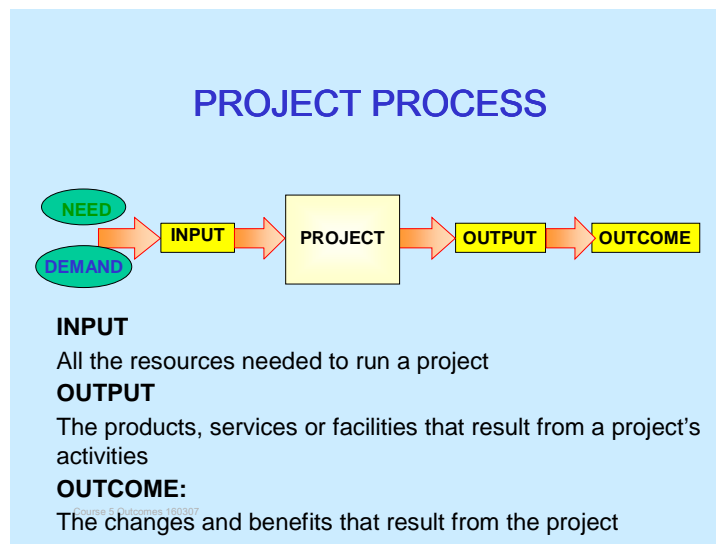 PROJECT PROCESS
NEED
DEMAND
INPUT
PROJECT
OUTPUT
OUTCOME
INPUT
All the resources needed to run a project
OUTPUT
The products, services or facilities that result from a project's
activities
OUTCOME:
The changes and benefits that result from the project
Course 5 Outcomes 160307